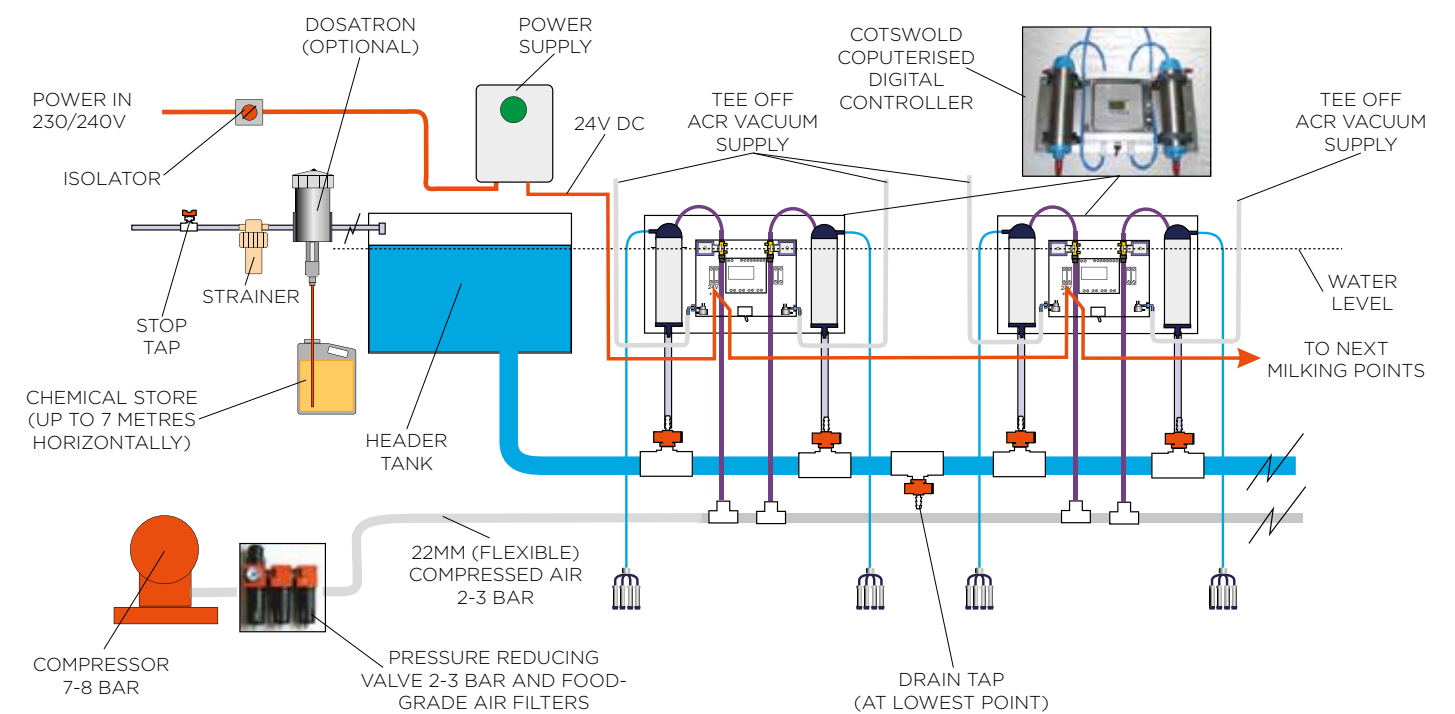 DOSATRON
(OPTIONAL)
POWER
SUPPLY
COTSWOLD
COPUTERISED
DIGITAL
CONTROLLER
POWER IN
230/240V
24V DC
TEE OFF
ACR VACUUM
SUPPLY
TEE OFF
ACR VACUUM
SUPPLY
ISOLATOR
STRAINER
STOP
TAP
WATER
LEVEL
TO NEXT
MILKING POINTS
CHEMICAL STORE
(UP TO 7 METRES
HORIZONTALLY)
HEADER
TANK
22MM (FLEXIBLE)
COMPRESSED AIR
2-3 BAR
COMPRESSOR
7-8 BAR
PRESSURE REDUCING
VALVE 2-3 BAR AND FOOD-
GRADE AIR FILTERS
DRAIN TAP
(AT LOWEST POINT)